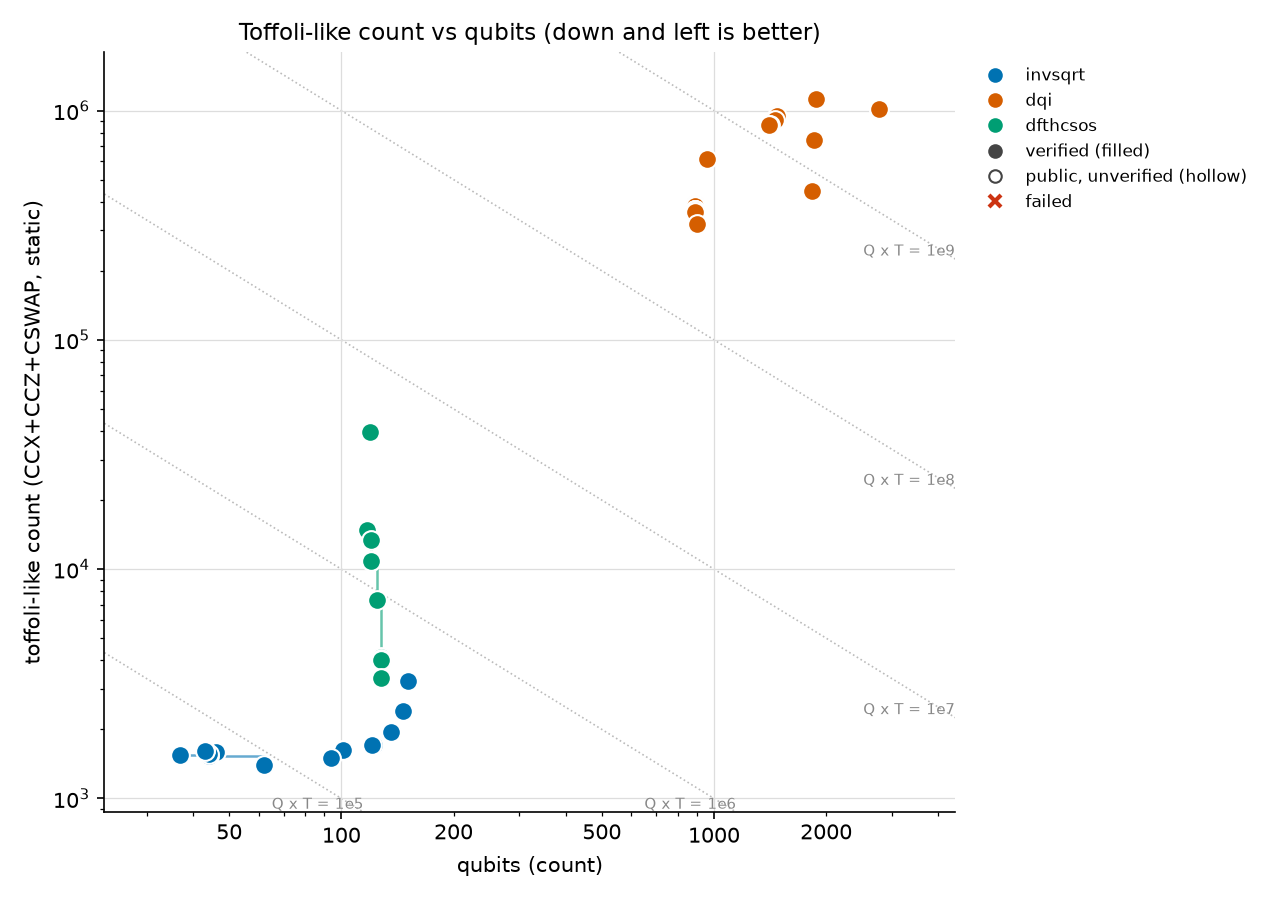 Toffoli-like count vs qubits (down and left is better)
toffoli-like count (CCX+CCZ+CSWAP, static)
10^6
10^5
10^4
10^3
Q x T = 1e9
Q x T = 1e8
Q x T = 1e7
Q x T = 1e5
Q x T = 1e6
50
100
200
500
1000
2000
qubits (count)
invsqrt
dqi
dfthcsos
verified (filled)
public, unverified (hollow)
failed